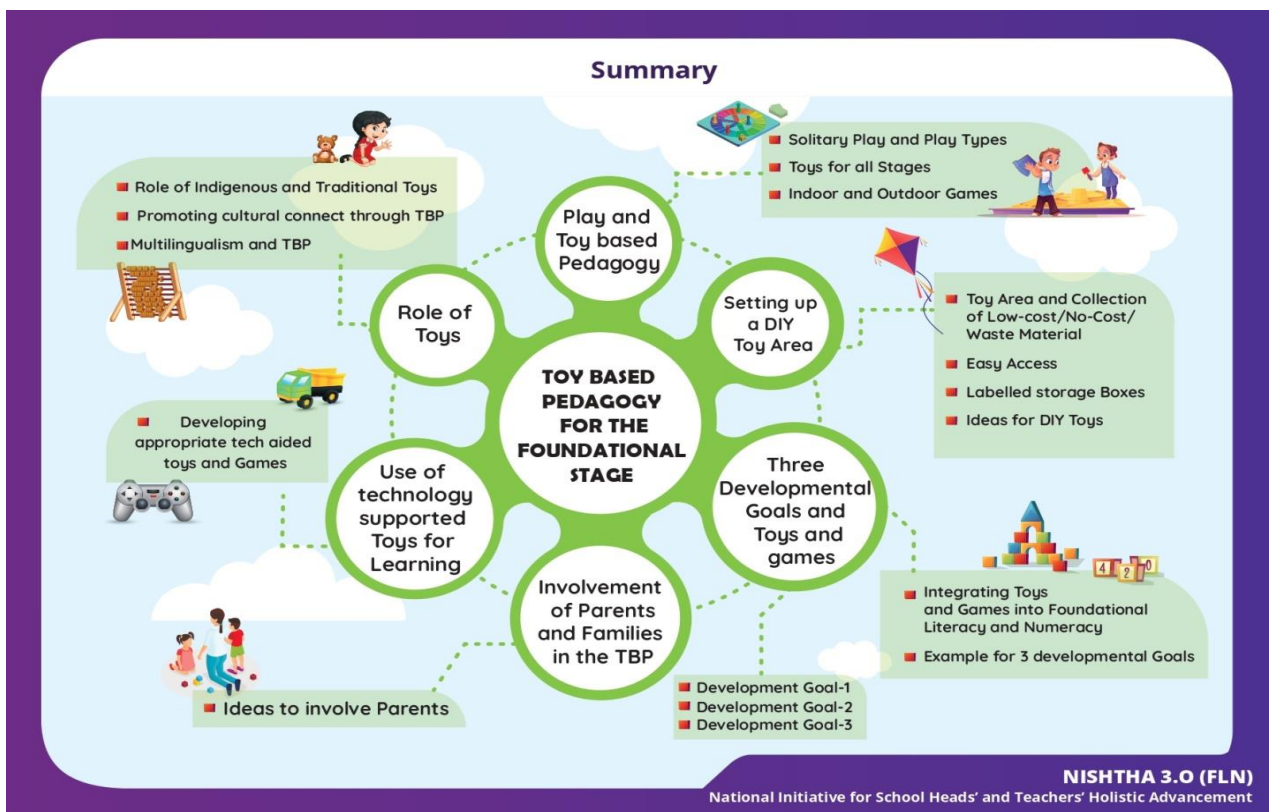 Summary
Role of Indigenous and Traditional Toys
Promoting cultural connect through TBP
Multilingualism and TBP
Solitary Play and Play Types
Toys for all Stages
Indoor and Outdoor Games
Play and
Toy based
Pedagogy
Role of
Toys
Setting up
a DIY
Toy Area
Toy Area and Collection
of Low-cost/No-Cost/
Waste Material
Easy Access
Labelled storage Boxes
Ideas for DIY Toys
TOY BASED
PEDAGOGY
FOR THE
FOUNDATIONAL
STAGE
Developing
appropriate tech aided
toys and Games
Use of
technology
supported
Toys for
Learning
Three
Developmental
Goals and
Toys and
games
4 2 0
Integrating Toys
and Games into Foundational
Literacy and Numeracy
Example for 3 developmental Goals
Involvement
of Parents
and Families
in the TBP
Ideas to involve Parents
Development Goal-1
Development Goal-2
Development Goal-3
NISHTHA 3.O (FLN)
National Initiative for School Heads' and Teachers' Holistic Advancement